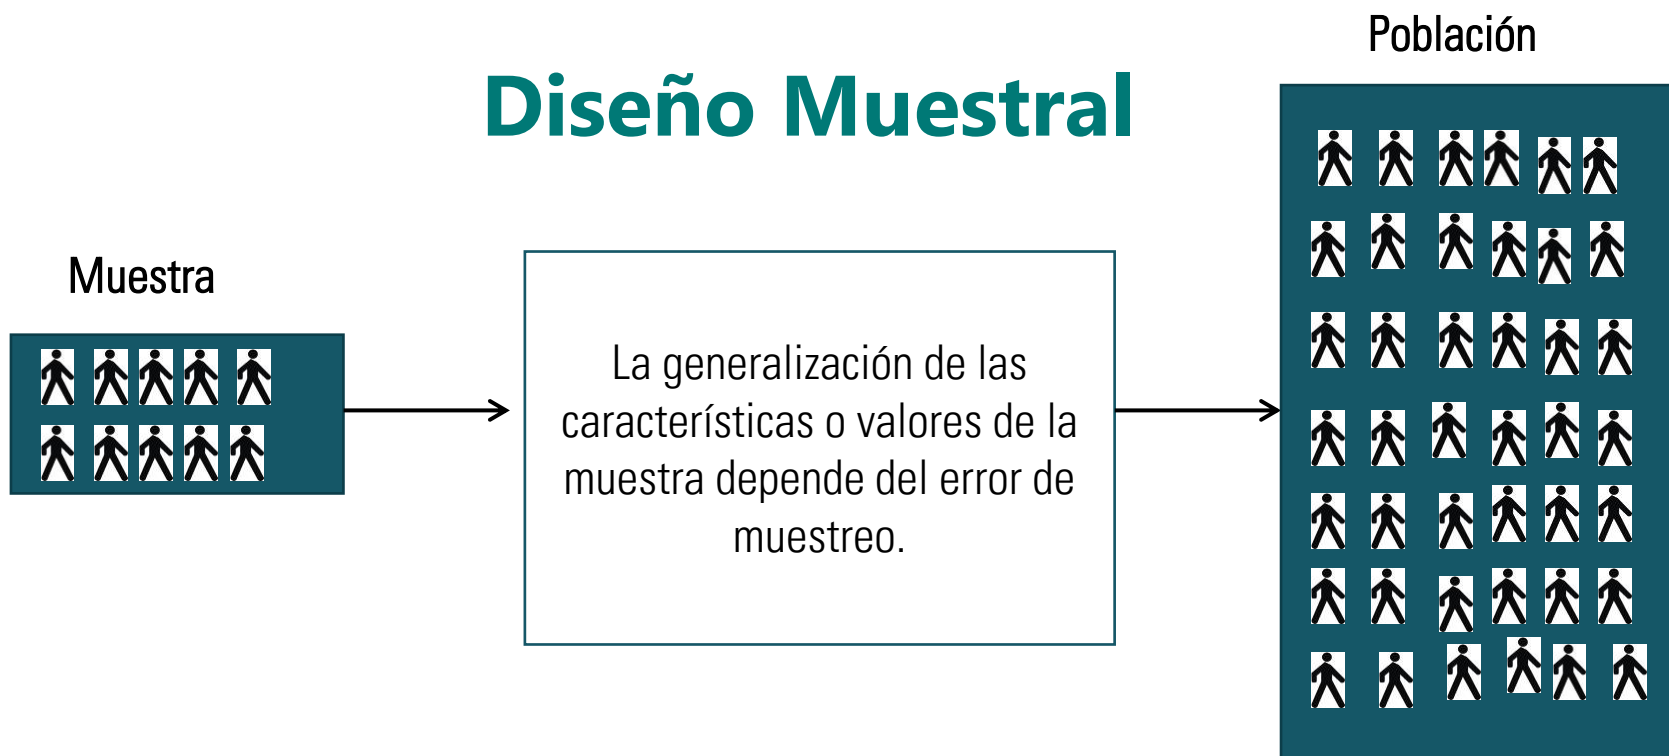 Población
Diseño Muestral
Muestra
La generalización de las
características o valores de la
muestra depende del error de
muestreo.